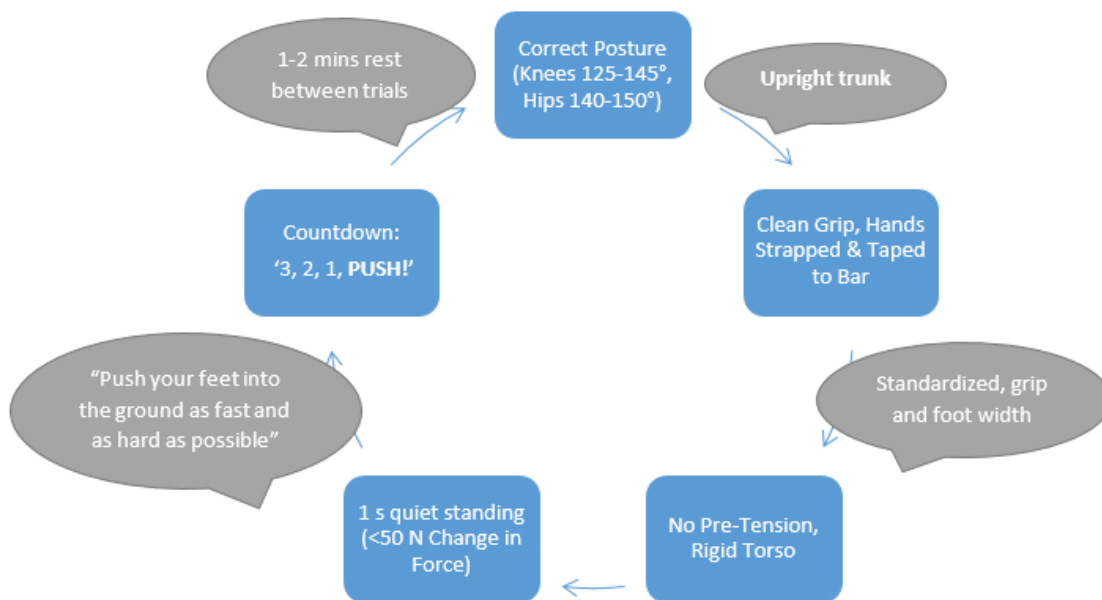 Correct Posture
(Knees 125-145°,
Hips 140-150°)
Upright trunk
Clean Grip, Hands
Strapped & Taped
to Bar
Standardized, grip
and foot width
No Pre-Tension,
Rigid Torso
1 s quiet standing
(<50 N Change in
Force)
“Push your feet into
the ground as fast and
as hard as possible”
Countdown:
‘3, 2, 1, PUSH!’
1-2 mins rest
between trials